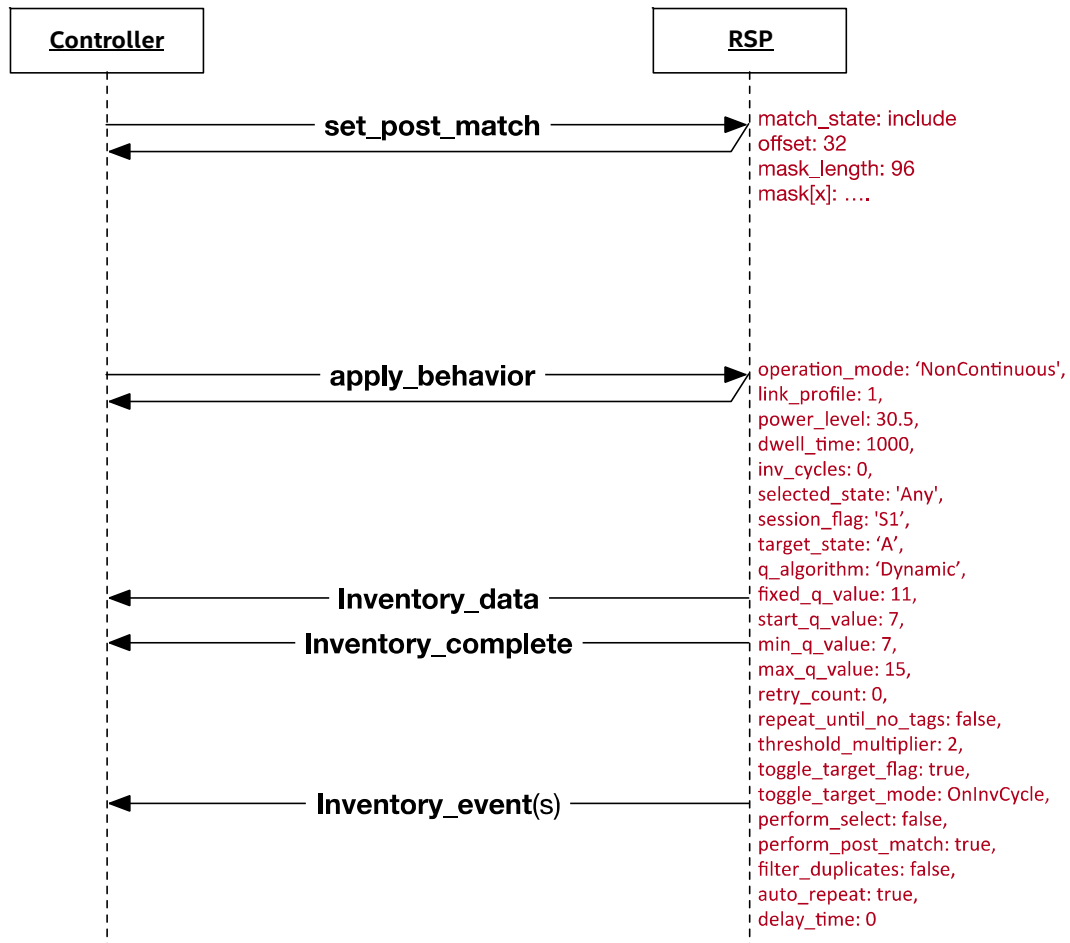 Controller
RSP
set_post_match
match_state: include
offset: 32
mask_length: 96
mask[x]: ....
apply_behavior
operation_mode: ‘NonContinuous',
link_profile: 1,
power_level: 30.5,
dwell_time: 1000,
inv_cycles: 0,
selected_state: 'Any',
session_flag: 'S1’,
target_state: ‘A’,
q_algorithm: ‘Dynamic’,
Inventory_data
fixed_q_value: 11,
start_q_value: 7,
Inventory_complete
min_q_value: 7,
max_q_value: 15,
retry_count: 0,
repeat_until_no_tags: false,
threshold_multiplier: 2,
toggle_target_flag: true,
Inventory_event(s)
toggle_target_mode: OnInvCycle,
perform_select: false,
perform_post_match: true,
filter_duplicates: false,
auto_repeat: true,
delay_time: 0